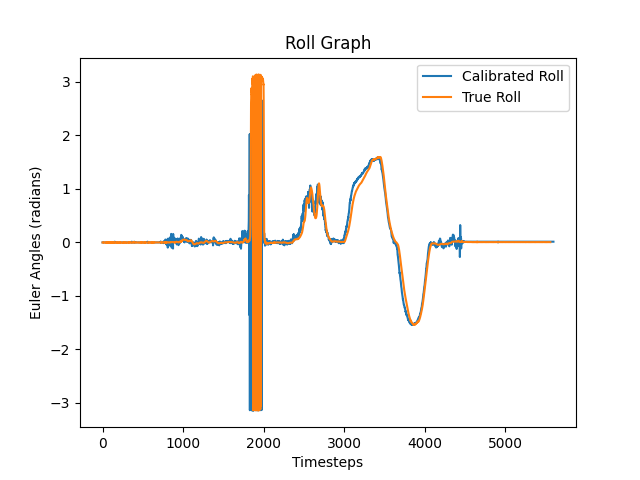 Roll Graph
Calibrated Roll
True Roll
Euler Angles (radians)
3
2
1
0
−1
−2
−3
0 1000 2000 3000 4000 5000
Timesteps